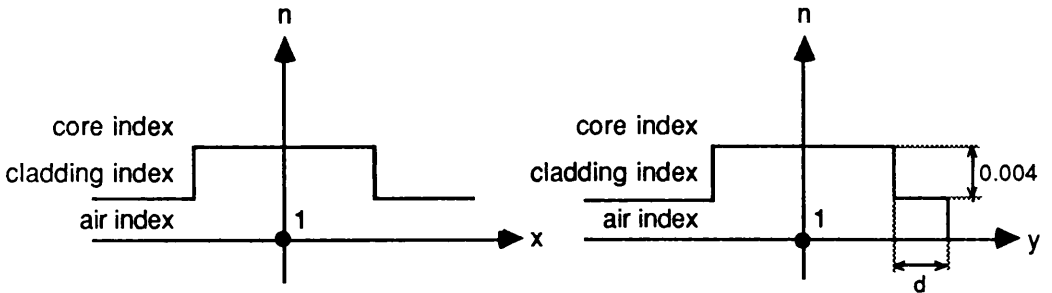 n
core index
cladding index
air index
1
x
n
core index
cladding index
air index
1
0.004
y
d